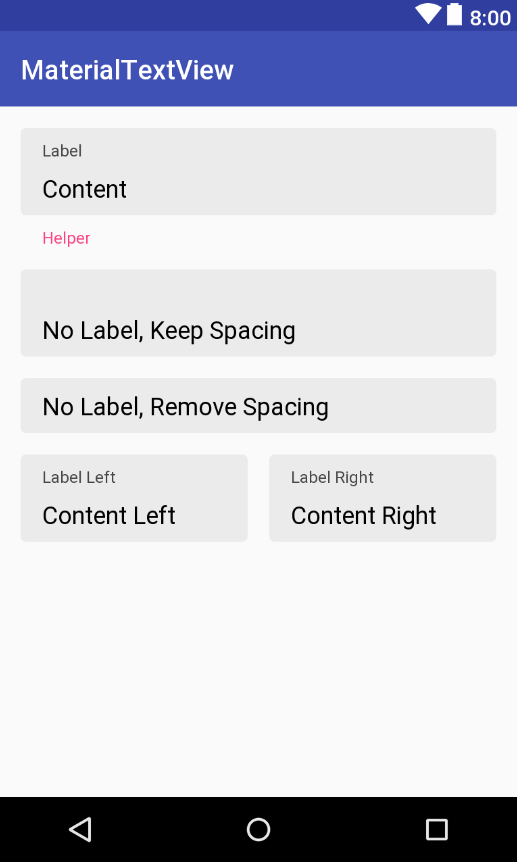 8:00
MaterialTextView
Label
Content
Helper
No Label, Keep Spacing
No Label, Remove Spacing
Label Left
Content Left
Label Right
Content Right